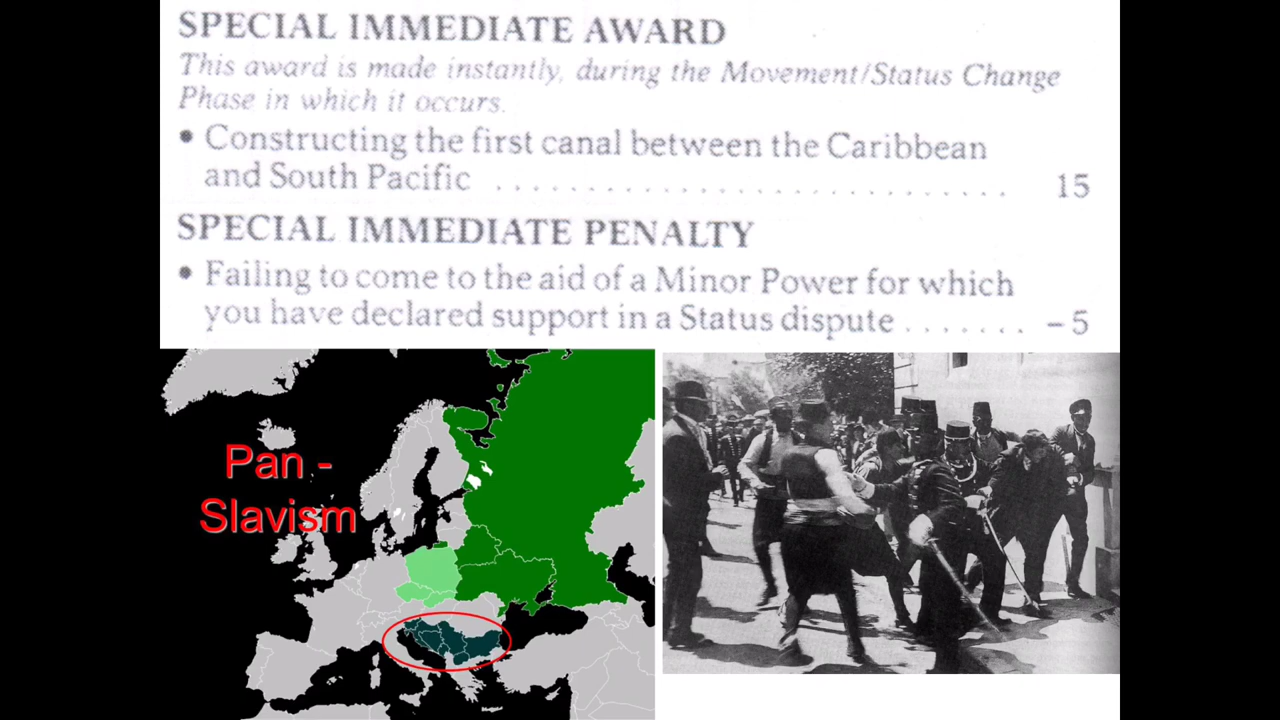 SPECIAL IMMEDIATE AWARD
This award is made instantly, during the Movement/Status Change
Phase in which it occurs.
• Constructing the first canal between the Caribbean
and South Pacific ............................ 15
SPECIAL IMMEDIATE PENALTY
• Failing to come to the aid of a Minor Power for which
you have declared support in a Status dispute ....... – 5
Pan -
Slavism